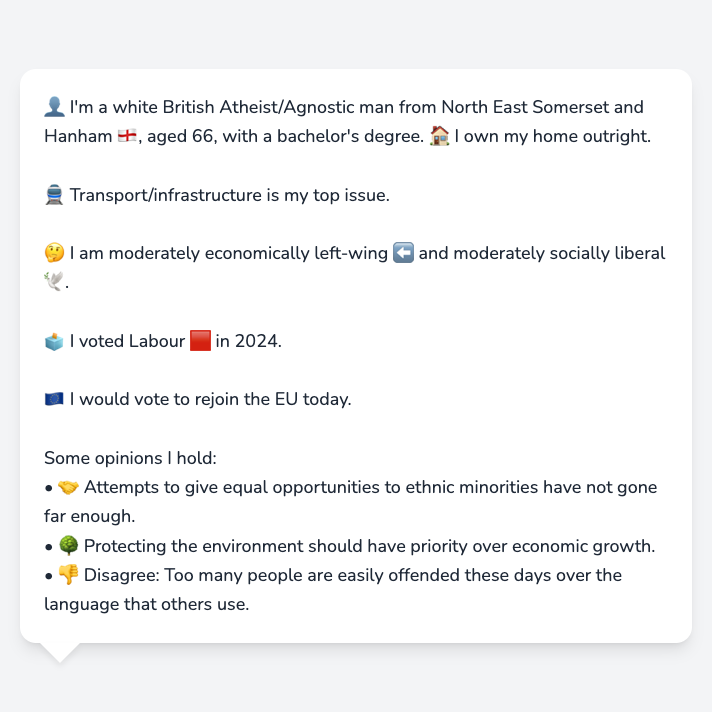 👤 I'm a white British Atheist/Agnostic man from North East Somerset and
Hanham 🏴󠁧󠁢󠁥󠁮󠁧󠁿, aged 66, with a bachelor's degree. 🏠 I own my home outright.
🚆 Transport/infrastructure is my top issue.
🤔 I am moderately economically left-wing ⬅️ and moderately socially liberal
🕊️.
🗳️ I voted Labour 🟥 in 2024.
🇪🇺 I would vote to rejoin the EU today.
Some opinions I hold:
• 🤝 Attempts to give equal opportunities to ethnic minorities have not gone
far enough.
• 🌳 Protecting the environment should have priority over economic growth.
• 👎 Disagree: Too many people are easily offended these days over the
language that others use.